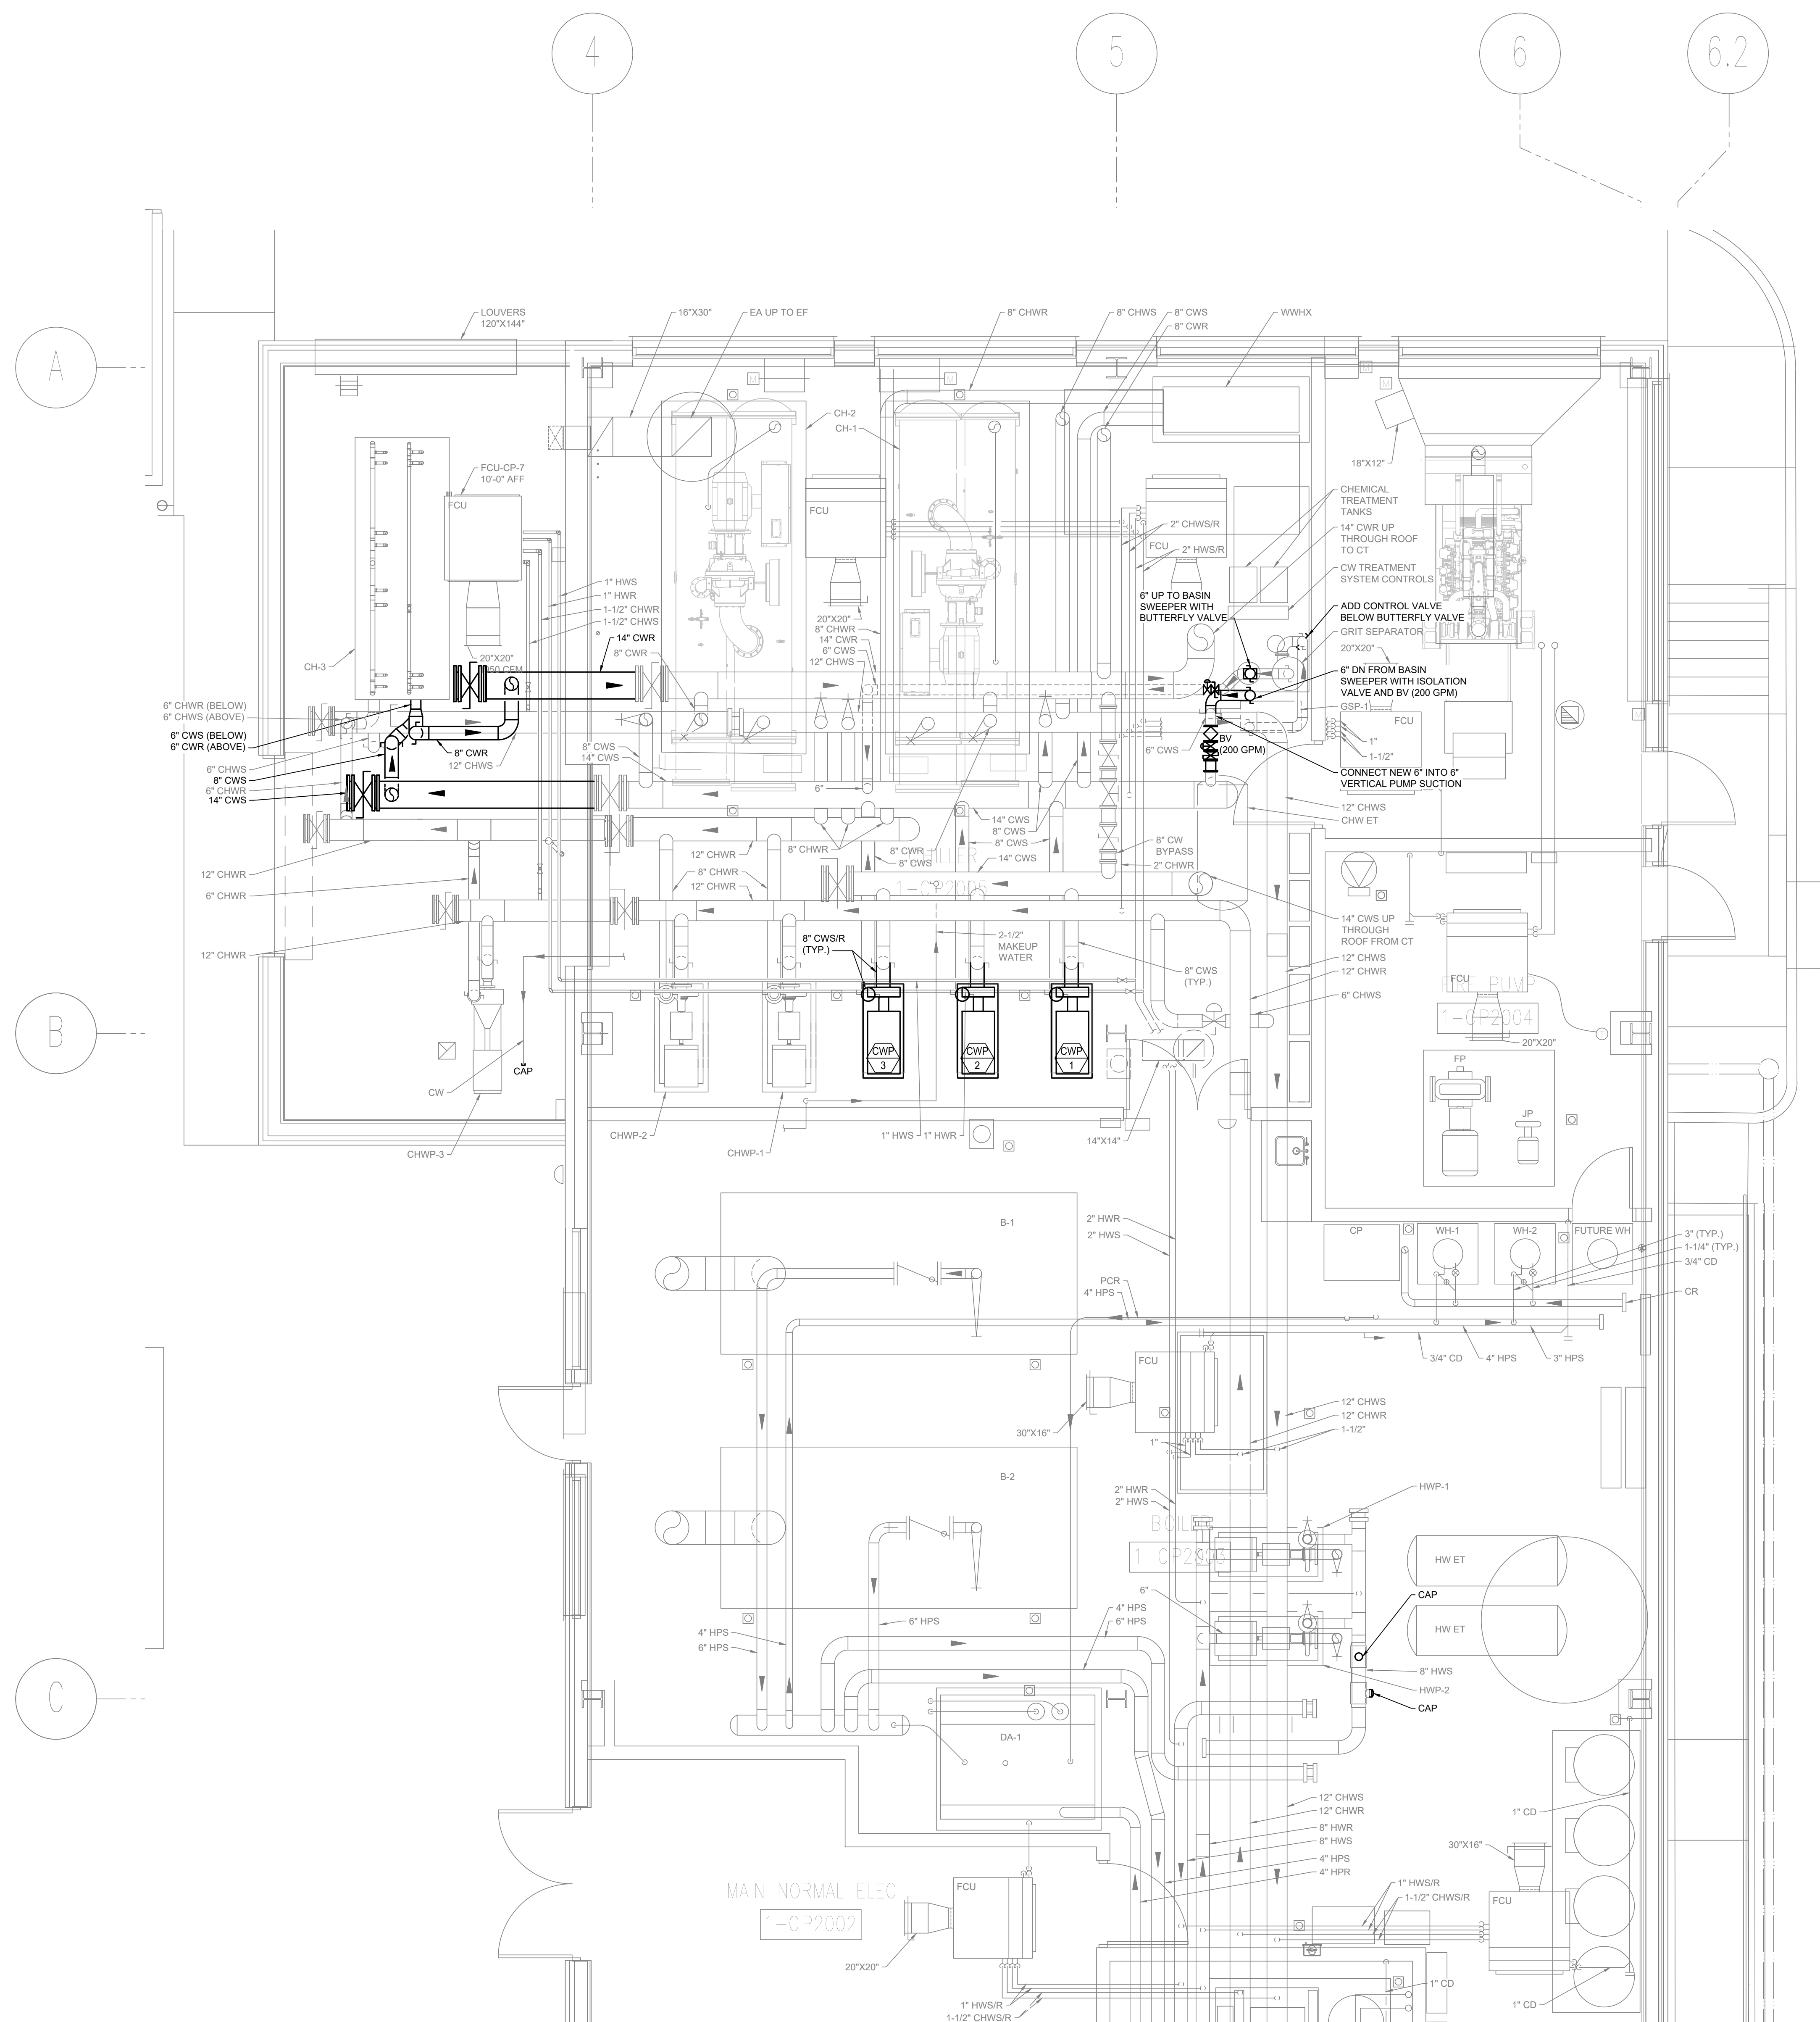 4
5
6
6.2
A
B
C
LOUVERS
120"X144"
16"X30"
EA UP TO EF
8" CHWR
8" CHWS
8" CWS
8" CWR
WWHX
M
M
M
M
CH-2
CH-1
FCU-CP-7
10'-0" AFF
FCU
FCU
FCU
18"X12"
CHEMICAL
TREATMENT
TANKS
2" CHWS/R
2" HWS/R
14" CWR UP
THROUGH ROOF
TO CT
CW TREATMENT
SYSTEM CONTROLS
1" HWS
1" HWR
1-1/2" CHWR
1-1/2" CHWS
14" CWR
8" CWR
20"X20"
950 CFM
CH-3
20"X20"
8" CHWR
14" CWR
6" CWS
12" CHWS
6" UP TO BASIN
SWEEPER WITH
BUTTERFLY VALVE
ADD CONTROL VALVE
BELOW BUTTERFLY VALVE
GRIT SEPARATOR
20"X20"
6" DN FROM BASIN
SWEEPER WITH ISOLATION
VALVE AND BV (200 GPM)
GSP-1
FCU
6" CHWR (BELOW)
6" CHWS (ABOVE)
6" CWS (BELOW)
6" CWR (ABOVE)
8" CWR
12" CHWS
6" CHWS
8" CWS
6" CHWR
14" CWS
8" CWS
14" CWS
6" CWS
BV
(200 GPM)
1"
1-1/2"
CONNECT NEW 6" INTO 6"
VERTICAL PUMP SUCTION
6"
12" CHWS
CHW ET
14" CWS
8" CWS
8" CWS
14" CWS
8" CW
BYPASS
2" CHWR
12" CHWR
8" CHWR
12" CHWR
8" CHWR
8" CWR
8" CWS
CHILLER
1-CP2005
12" CHWR
6" CHWR
12" CHWR
8" CWS/R
(TYP.)
2-1/2"
MAKEUP
WATER
8" CWS
(TYP.)
14" CWS UP
THROUGH
ROOF FROM CT
12" CHWS
12" CHWR
6" CHWS
FCU
FIRE PUMP
1-CP2004
20"X20"
CWP
3
CWP
2
CWP
1
CW
CAP
CHWP-3
CHWP-2
CHWP-1
1" HWS
1" HWR
14"X14"
FP
JP
B-1
2" HWR
2" HWS
CP
WH-1
WH-2
FUTURE WH
3" (TYP.)
1-1/4" (TYP.)
3/4" CD
CR
PCR
4" HPS
3/4" CD
4" HPS
3" HPS
FCU
30"X16"
1"
12" CHWS
12" CHWR
1-1/2"
B-2
2" HWR
2" HWS
HWP-1
BOILER
1-CP2003
HW ET
6"
CAP
HW ET
4" HPS
6" HPS
6" HPS
4" HPS
6" HPS
8" HWS
HWP-2
CAP
DA-1
12" CHWS
12" CHWR
8" HWR
8" HWS
4" HPS
4" HPR
1" CD
30"X16"
MAIN NORMAL ELEC
1-CP2002
FCU
20"X20"
1" HWS/R
1-1/2" CHWS/R
FCU
1" CD
1" CD
1" HWS/R
1-1/2" CHWS/R